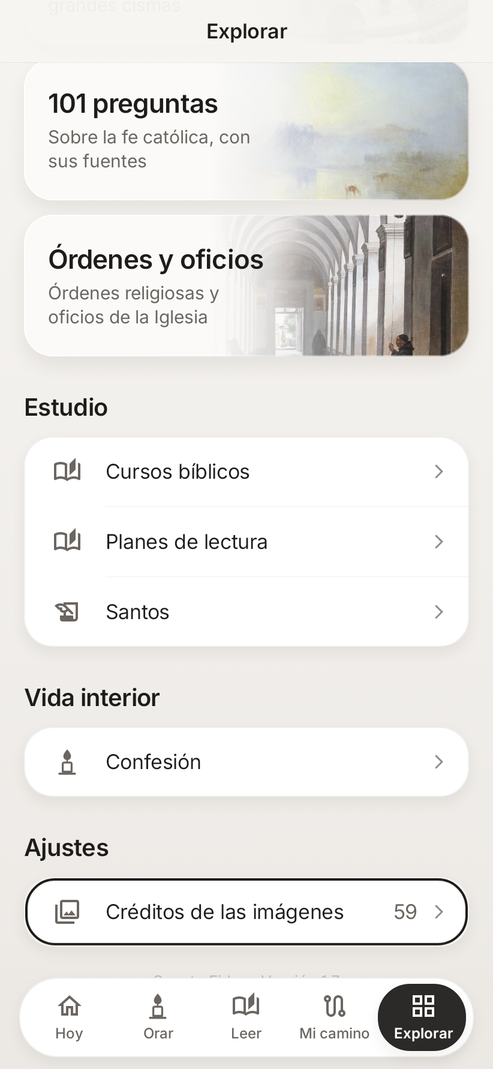 grandes cismas
Explorar
101 preguntas
Sobre la fe católica, con
sus fuentes
Órdenes y oficios
Órdenes religiosas y
oficios de la Iglesia
Estudio
Cursos bíblicos
Planes de lectura
Santos
Vida interior
Confesión
Ajustes
Créditos de las imágenes 59
Hoy
Orar
Leer
Mi camino
Explorar